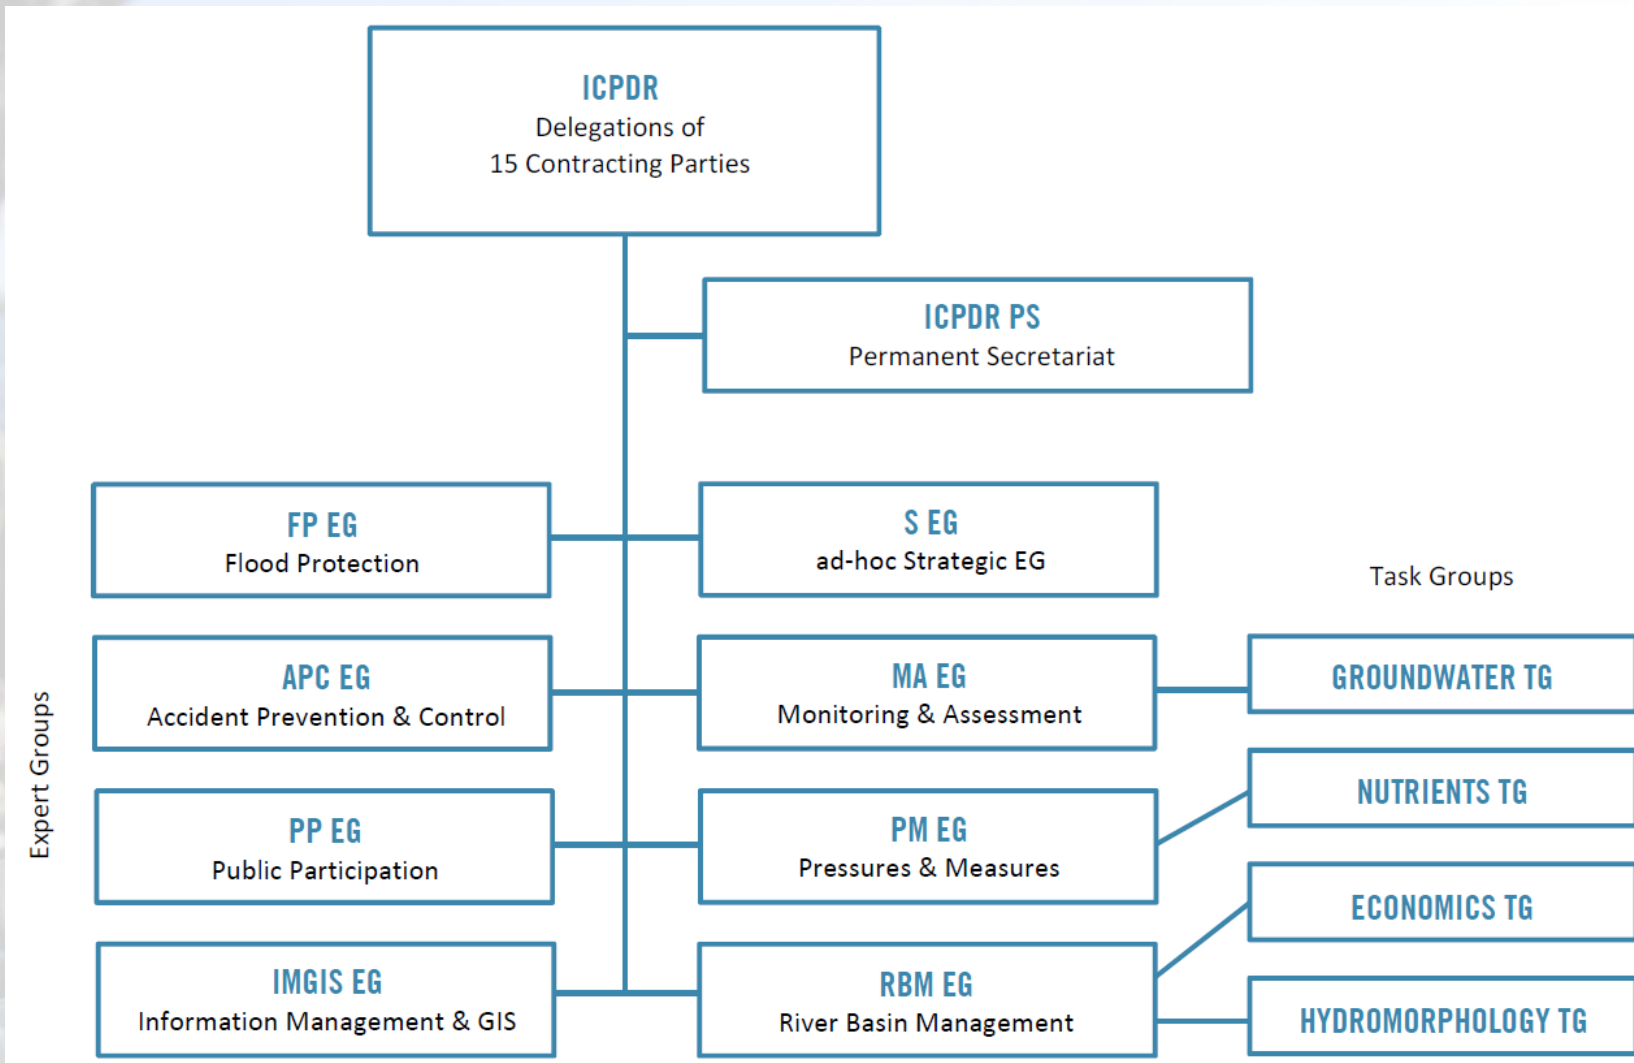 ICPDR
Delegations of
15 Contracting Parties
ICPDR PS
Permanent Secretariat
FP EG
Flood Protection
S EG
ad-hoc Strategic EG
Task Groups
Expert Groups
APC EG
Accident Prevention & Control
MA EG
Monitoring & Assessment
GROUNDWATER TG
PP EG
Public Participation
PM EG
Pressures & Measures
NUTRIENTS TG
ECONOMICS TG
IMGIS EG
Information Management & GIS
RBM EG
River Basin Management
HYDROMORPHOLOGY TG